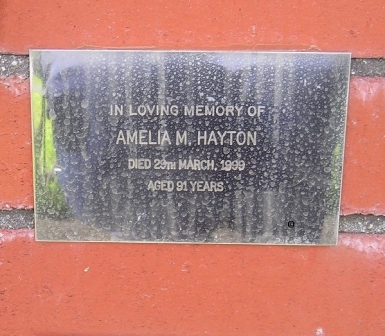 IN LOVING MEMORY OF
AMELIA M. HAYTON
DIED 29TH MARCH, 1999
AGED 91 YEARS